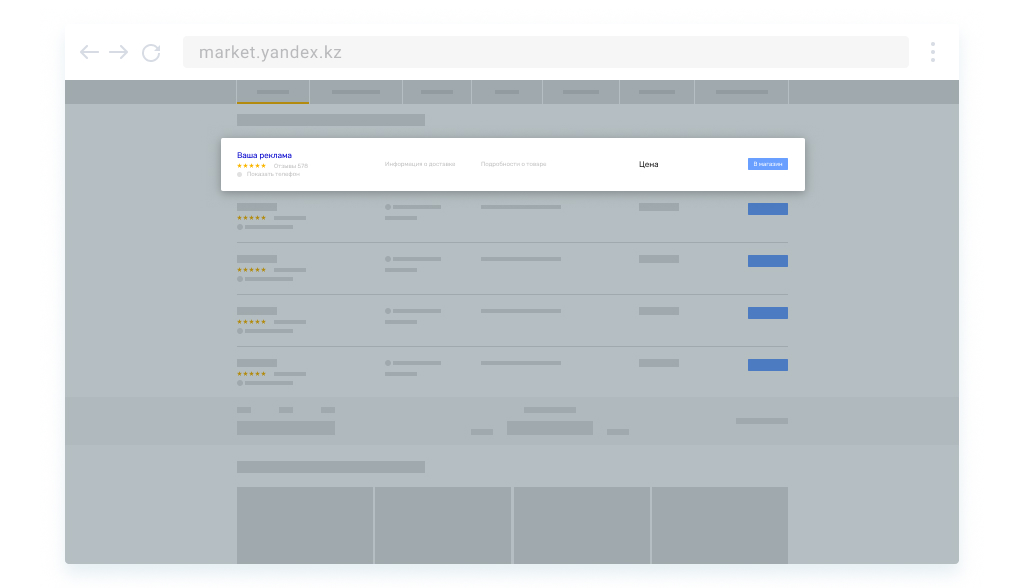 market.yandex.kz
Ваша реклама
Отзывы 578
Показать телефон
Информация о доставке
Подробности о товаре
Цена
В магазин